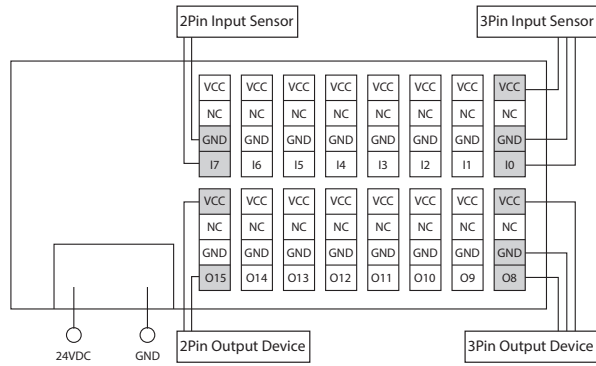 2Pin Input Sensor 3Pin Input Sensor
VCC VCC VCC VCC VCC VCC VCC VCC
NC NC NC NC NC NC NC NC
GND GND GND GND GND GND GND GND
I7 I6 I5 I4 I3 I2 I1 I0
VCC VCC VCC VCC VCC VCC VCC VCC
NC NC NC NC NC NC NC NC
GND GND GND GND GND GND GND GND
O15 O14 O13 O12 O11 O10 O9 O8
24VDC GND 2Pin Output Device 3Pin Output Device